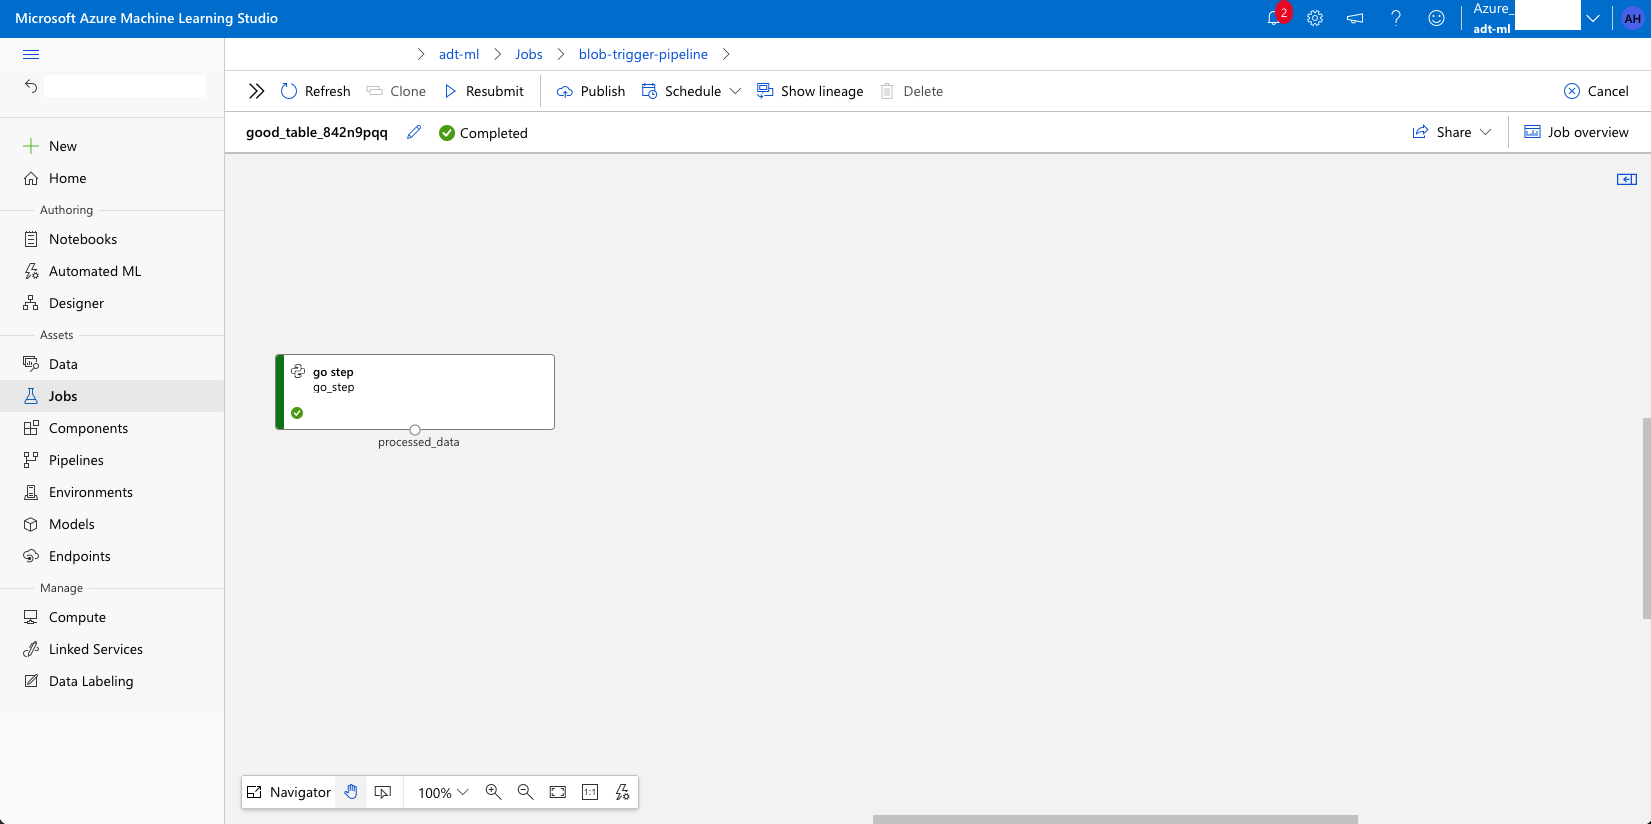 Microsoft Azure Machine Learning Studio
2
Azure_
adt-ml
AH
adt-ml
Jobs
blob-trigger-pipeline
Refresh
Clone
Resubmit
Publish
Schedule
Show lineage
Delete
Cancel
good_table_842n9pqq
Completed
Share
Job overview
New
Home
Authoring
Notebooks
Automated ML
Designer
Assets
Data
Jobs
Components
Pipelines
Environments
Models
Endpoints
Manage
Compute
Linked Services
Data Labeling
go step
go_step
processed_data
Navigator
100%
1:1